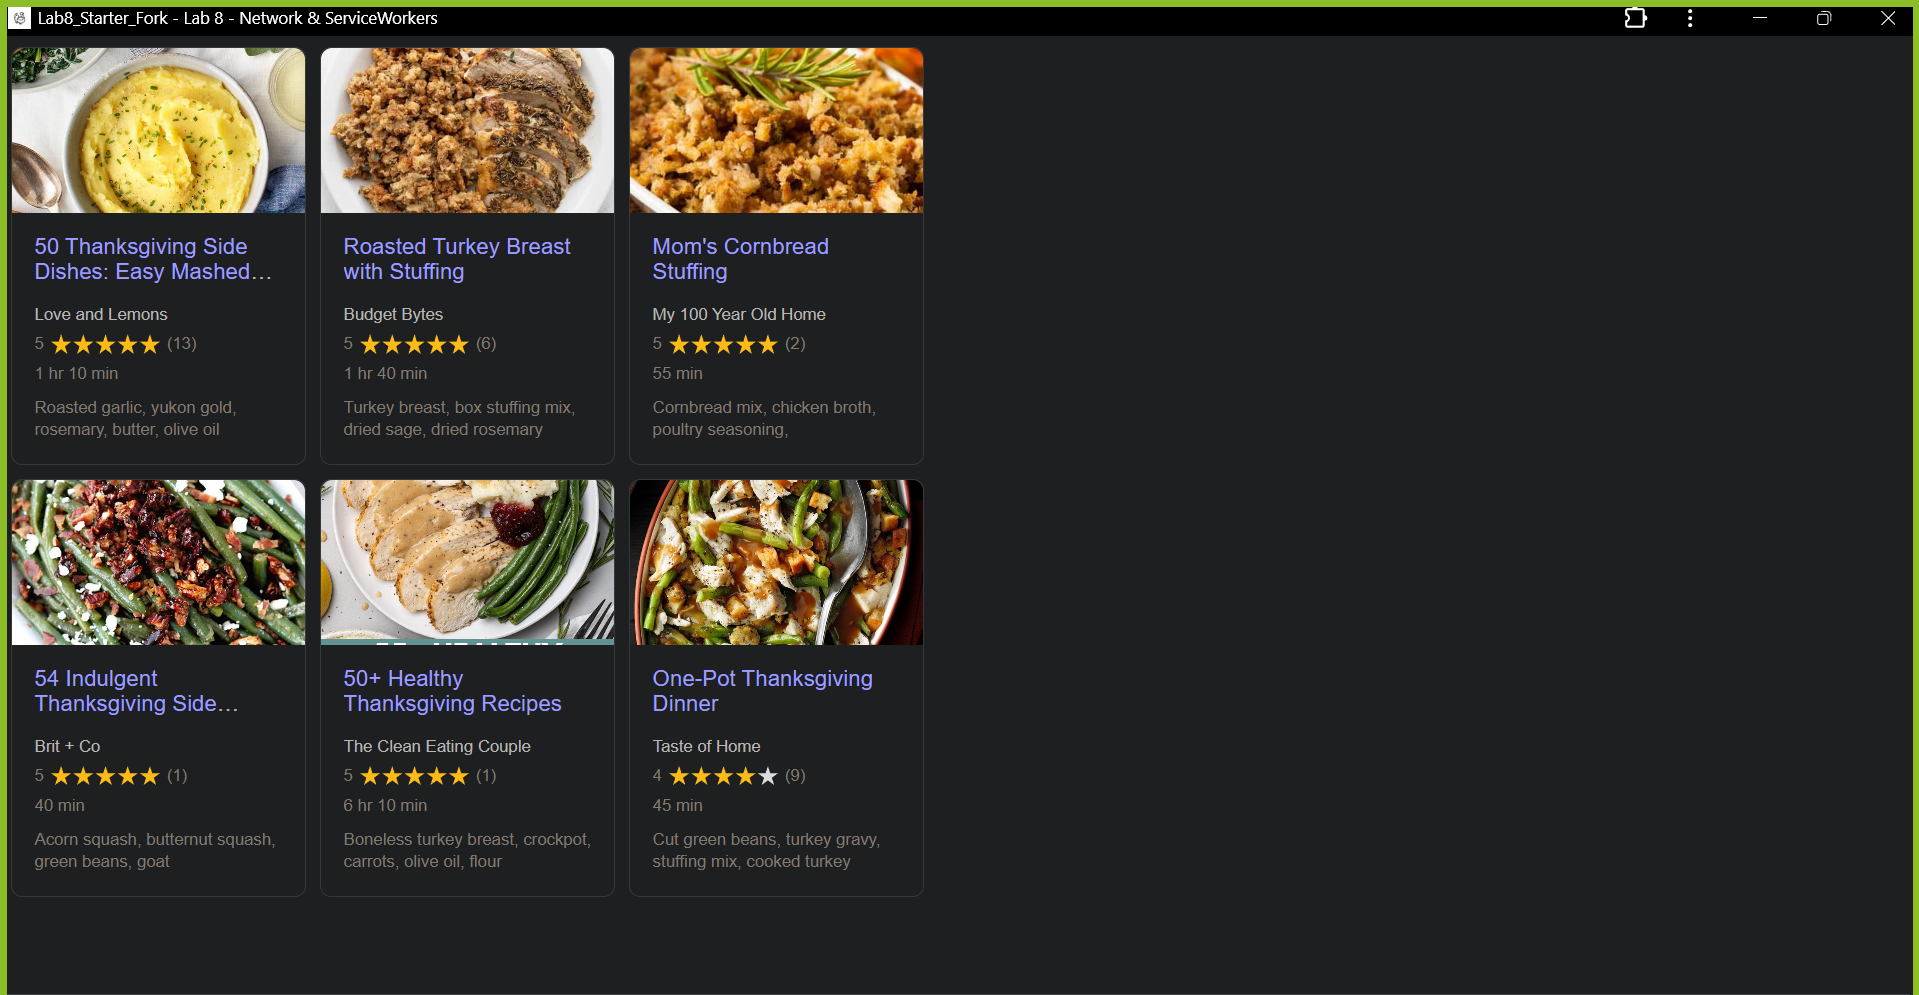 Lab8_Starter_Fork - Lab 8 - Network & ServiceWorkers
50 Thanksgiving Side
Dishes: Easy Mashed...
Love and Lemons
5 (13)
1 hr 10 min
Roasted garlic, yukon gold,
rosemary, butter, olive oil
Roasted Turkey Breast
with Stuffing
Budget Bytes
5 (6)
1 hr 40 min
Turkey breast, box stuffing mix,
dried sage, dried rosemary
Mom's Cornbread
Stuffing
My 100 Year Old Home
5 (2)
55 min
Cornbread mix, chicken broth,
poultry seasoning,
54 Indulgent
Thanksgiving Side...
Brit + Co
5 (1)
40 min
Acorn squash, butternut squash,
green beans, goat
50+ Healthy
Thanksgiving Recipes
The Clean Eating Couple
5 (1)
6 hr 10 min
Boneless turkey breast, crockpot,
carrots, olive oil, flour
One-Pot Thanksgiving
Dinner
Taste of Home
4 (9)
45 min
Cut green beans, turkey gravy,
stuffing mix, cooked turkey